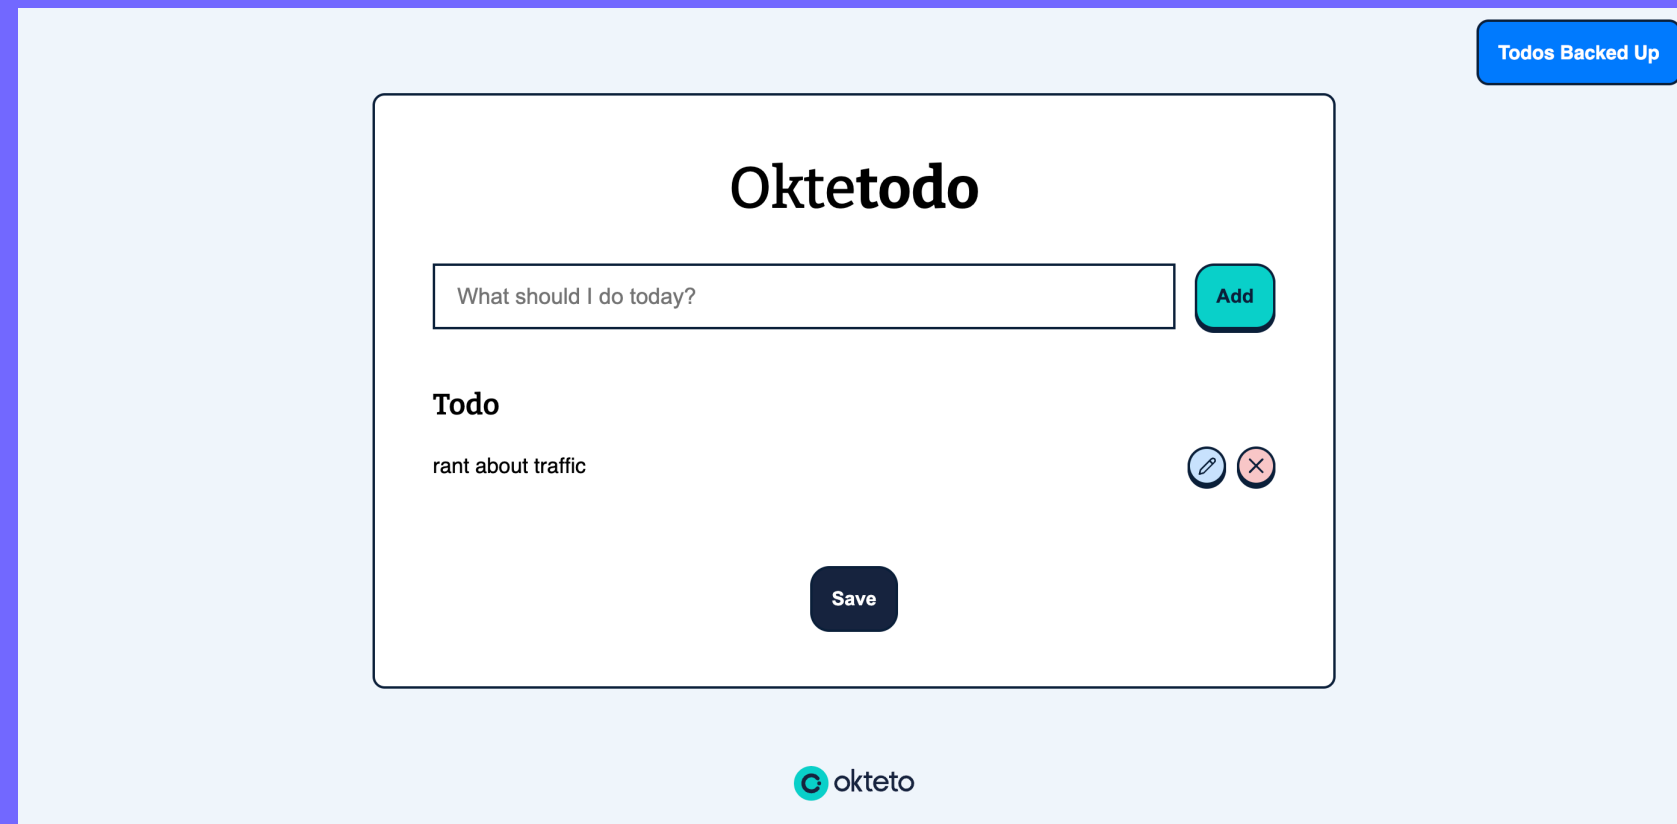 Todos Backed Up
Oktetodo
What should I do today?
Add
Todo
rant about traffic
Save
okteto